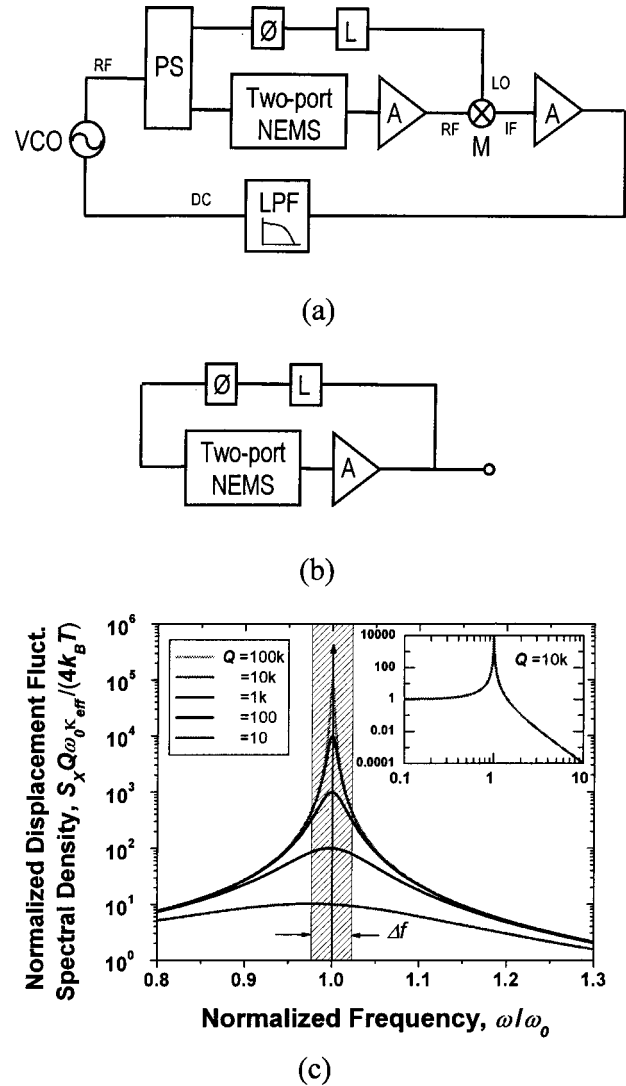 RF
PS
Ø
L
LO
Two-port
NEMS
A
RF
M
IF
A
VCO
DC
LPF
(a)
Ø
L
Two-port
NEMS
A
(b)
Normalized Displacement Fluct.
Spectral Density, S_X Qω_0 κ_eff/(4k_B T)
10^6
10^5
10^4
10^3
10^2
10^1
10^0
Q =100k
=10k
=1k
=100
=10
10000
100
1
0.01
0.0001
Q =10k
0.1
1
10
Δf
0.8
0.9
1.0
1.1
1.2
1.3
Normalized Frequency, ω/ω_0
(c)